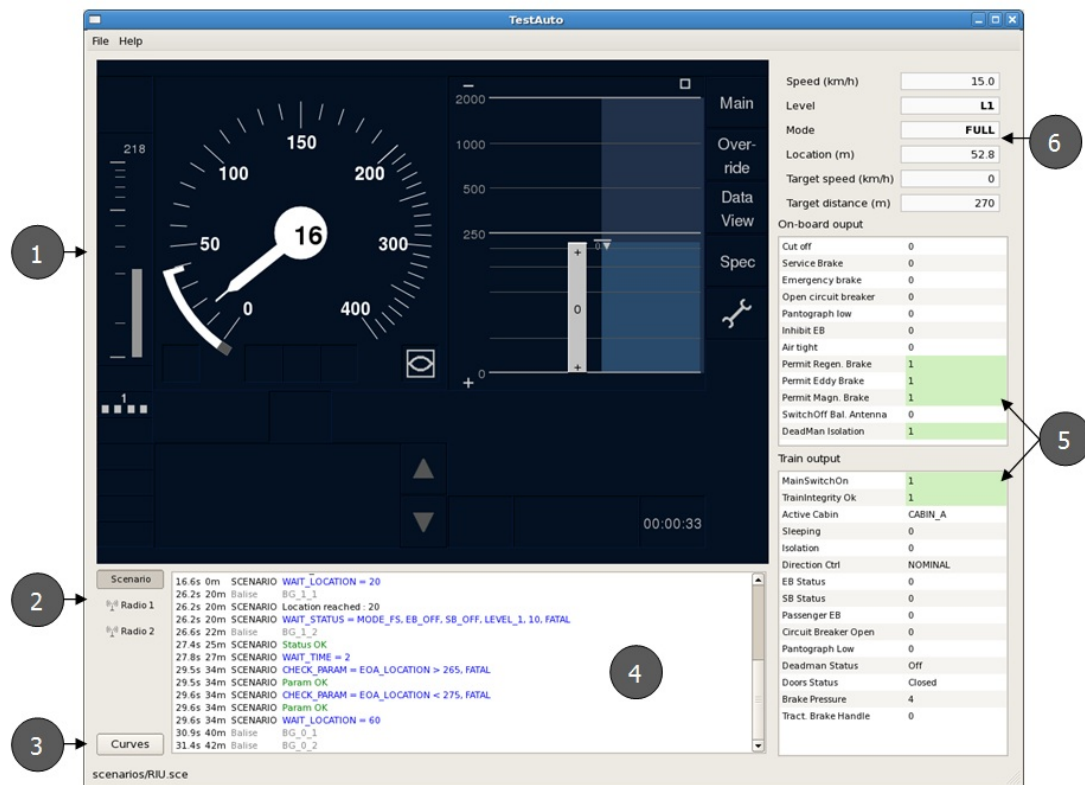 TestAuto
File Help
218
50
100
150
200
300
400
0
16
1
2000
1000
500
250
0
0
0
Main
Over-
ride
Data
View
Spec
00:00:33
Speed (km/h) 15.0
Level L1
Mode FULL
Location (m) 52.8
Target speed (km/h) 0
Target distance (m) 270
On-board ouput
Cut off 0
Service Brake 0
Emergency brake 0
Open circuit breaker 0
Pantograph low 0
Inhibit EB 0
Air tight 0
Permit Regen. Brake 1
Permit Eddy Brake 1
Permit Magn. Brake 1
SwitchOff Bal. Antenna 0
DeadMan Isolation 1
Train output
MainSwitchOn 1
TrainIntegrity Ok 1
Active Cabin CABIN_A
Sleeping 0
Isolation 0
Direction Ctrl NOMINAL
EB Status 0
SB Status 0
Passenger EB 0
Circuit Breaker Open 0
Pantograph Low 0
Deadman Status Off
Doors Status Closed
Brake Pressure 4
Tract. Brake Handle 0
Scenario
Radio 1
Radio 2
Curves
16.6s 0m SCENARIO WAIT_LOCATION = 20
26.2s 20m Balise BG_1_1
26.2s 20m SCENARIO Location reached : 20
26.2s 20m SCENARIO WAIT_STATUS = MODE_FS, EB_OFF, SB_OFF, LEVEL_1, 10, FATAL
26.6s 22m Balise BG_1_2
27.4s 25m SCENARIO Status OK
27.8s 27m SCENARIO WAIT_TIME = 2
29.5s 34m SCENARIO CHECK_PARAM = EOA_LOCATION > 265, FATAL
29.5s 34m SCENARIO Param OK
29.6s 34m SCENARIO CHECK_PARAM = EOA_LOCATION < 275, FATAL
29.6s 34m SCENARIO Param OK
29.6s 34m SCENARIO WAIT_LOCATION = 60
30.9s 40m Balise BG_0_1
31.4s 42m Balise BG_0_2
scenarios/RIU.sce
1
2
3
4
5
6